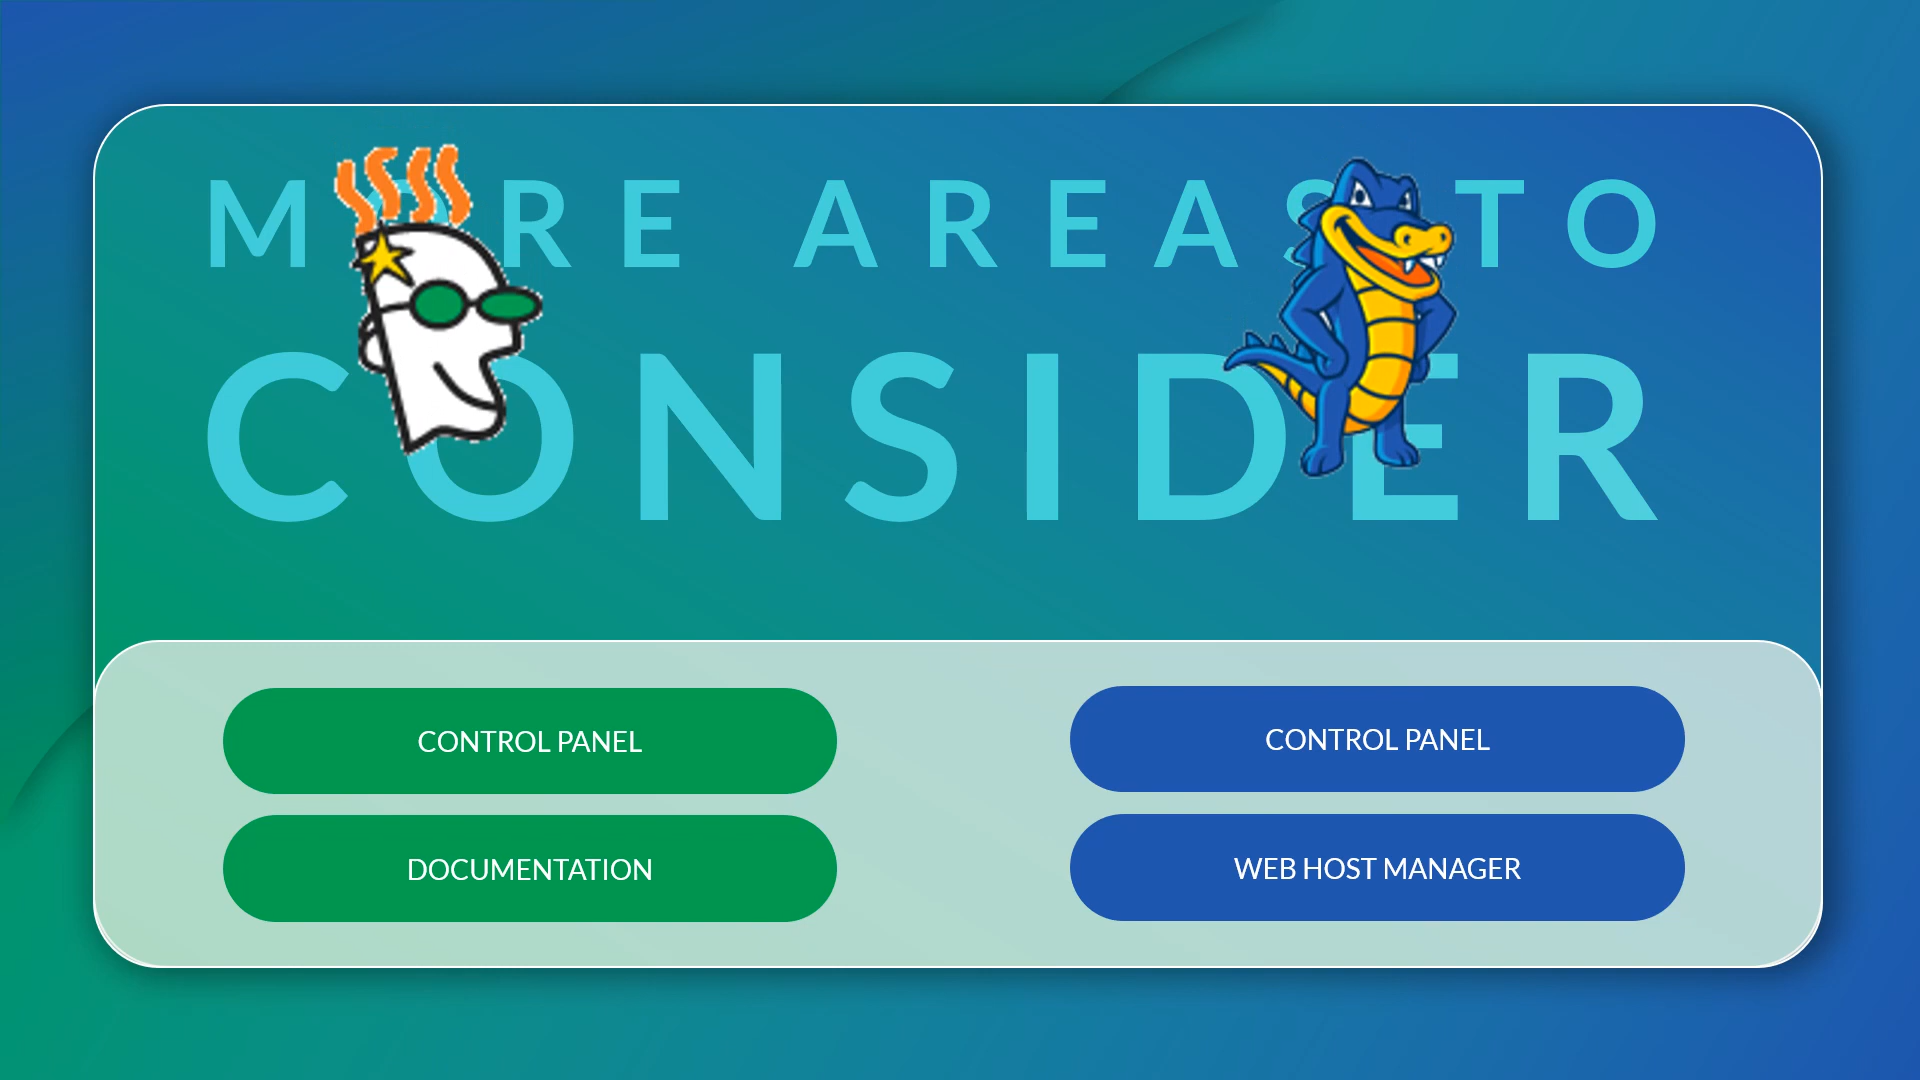 MORE AREAS TO
CONSIDER
CONTROL PANEL
DOCUMENTATION
CONTROL PANEL
WEB HOST MANAGER